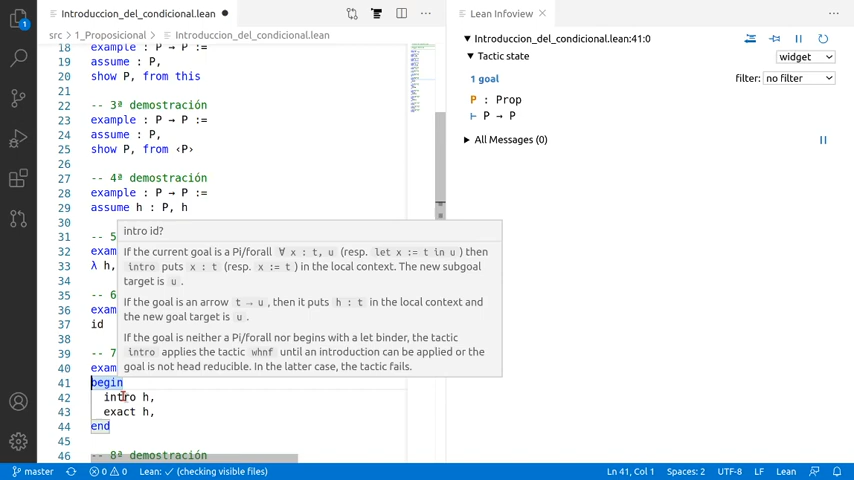 Introduccion_del_condicional.lean
Lean Infoview
1
src > 1_Proposicional > Introduccion_del_condicional.lean
18 example : P → P :=
19 assume : P,
20 show P, from this
21
22 -- 3ª demostración
23 example : P → P :=
24 assume : P,
25 show P, from ‹P›
26
27 -- 4ª demostración
28 example : P → P :=
29 assume h : P, h
30
31 -- 5
32 exam
33 λ h,
34
35 -- 6
36 exam
37 id
38
39 -- 7
40 exam
41 begin
42 intro h,
43 exact h,
44 end
45
46 -- 8ª demostración
intro id?
If the current goal is a Pi/forall ∀ x : t, u (resp. let x := t in u) then
intro puts x : t (resp. x := t) in the local context. The new subgoal
target is u.
If the goal is an arrow t → u, then it puts h : t in the local context and
the new goal target is u.
If the goal is neither a Pi/forall nor begins with a let binder, the tactic
intro applies the tactic whnf until an introduction can be applied or the
goal is not head reducible. In the latter case, the tactic fails.
Introduccion_del_condicional.lean:41:0
Tactic state
widget
1 goal
filter: no filter
P : Prop
⊢ P → P
All Messages (0)
master 0 0 Lean: ✓ (checking visible files)
Ln 41, Col 1 Spaces: 2 UTF-8 LF Lean